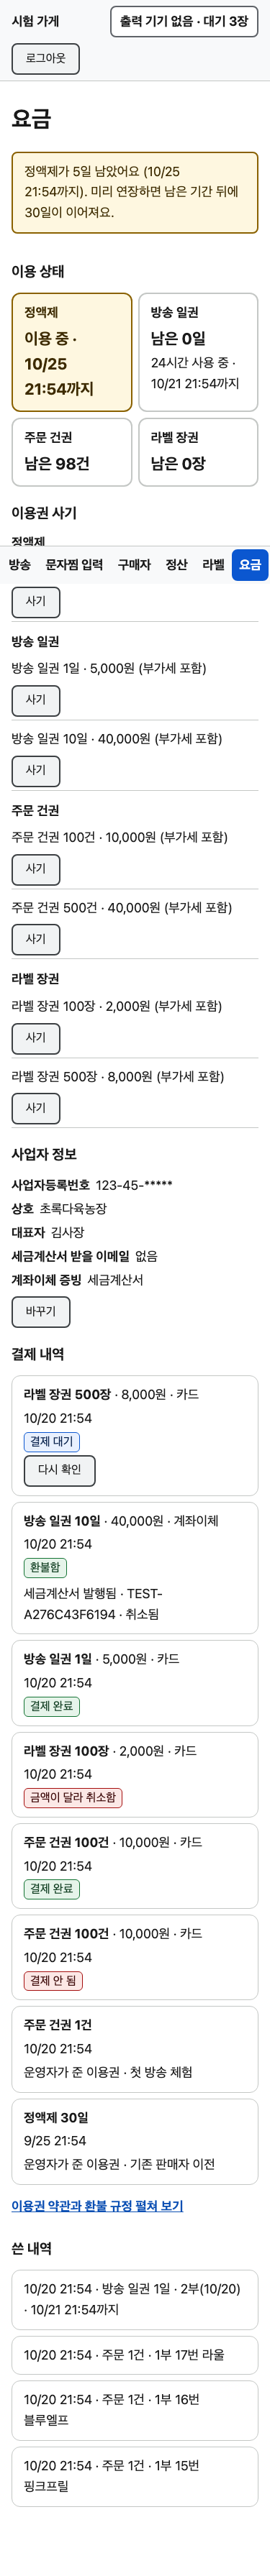 시험 가게
출력 기기 없음 · 대기 3장
로그아웃
요금
정액제가 5일 남았어요 (10/25
21:54까지). 미리 연장하면 남은 기간 뒤에
30일이 이어져요.
이용 상태
정액제
이용 중 ·
10/25
21:54까지
방송 일권
남은 0일
24시간 사용 중 ·
10/21 21:54까지
주문 건권
남은 98건
라벨 장권
남은 0장
이용권 사기
정액제
방송
문자찜 입력
구매자
정산
라벨
요금
사기
방송 일권
방송 일권 1일 · 5,000원 (부가세 포함)
사기
방송 일권 10일 · 40,000원 (부가세 포함)
사기
주문 건권
주문 건권 100건 · 10,000원 (부가세 포함)
사기
주문 건권 500건 · 40,000원 (부가세 포함)
사기
라벨 장권
라벨 장권 100장 · 2,000원 (부가세 포함)
사기
라벨 장권 500장 · 8,000원 (부가세 포함)
사기
사업자 정보
사업자등록번호 123-45-*****
상호 초록다육농장
대표자 김사장
세금계산서 받을 이메일 없음
계좌이체 증빙 세금계산서
바꾸기
결제 내역
라벨 장권 500장 · 8,000원 · 카드
10/20 21:54
결제 대기
다시 확인
방송 일권 10일 · 40,000원 · 계좌이체
10/20 21:54
환불함
세금계산서 발행됨 · TEST-
A276C43F6194 · 취소됨
방송 일권 1일 · 5,000원 · 카드
10/20 21:54
결제 완료
라벨 장권 100장 · 2,000원 · 카드
10/20 21:54
금액이 달라 취소함
주문 건권 100건 · 10,000원 · 카드
10/20 21:54
결제 완료
주문 건권 100건 · 10,000원 · 카드
10/20 21:54
결제 안 됨
주문 건권 1건
10/20 21:54
운영자가 준 이용권 · 첫 방송 체험
정액제 30일
9/25 21:54
운영자가 준 이용권 · 기존 판매자 이전
이용권 약관과 환불 규정 펼쳐 보기
쓴 내역
10/20 21:54 · 방송 일권 1일 · 2부(10/20)
· 10/21 21:54까지
10/20 21:54 · 주문 1건 · 1부 17번 라울
10/20 21:54 · 주문 1건 · 1부 16번
블루엘프
10/20 21:54 · 주문 1건 · 1부 15번
핑크프릴